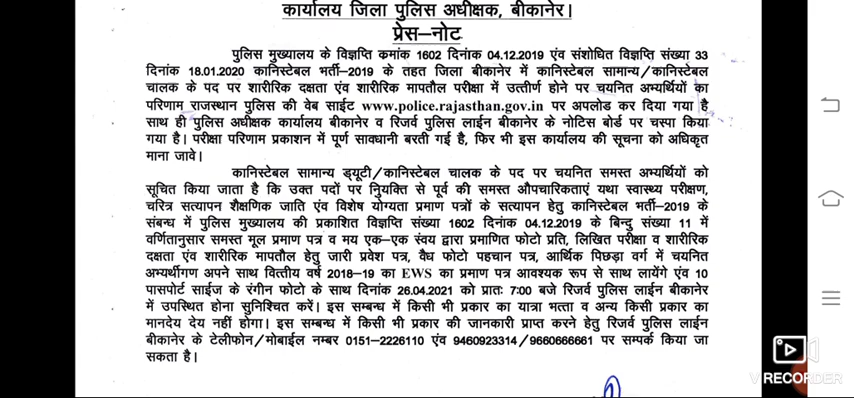 कार्यालय जिला पुलिस अधीक्षक, बीकानेर।
प्रेस–नोट
पुलिस मुख्यालय के विज्ञप्ति कमांक 1602 दिनांक 04.12.2019 एंव संशोधित विज्ञप्ति संख्या 33
दिनांक 18.01.2020 कानिस्टेबल भर्ती–2019 के तहत जिला बीकानेर में कानिस्टेबल सामान्य/कानिस्टेबल
चालक के पद पर शारीरिक दक्षता एंव शारीरिक मापतौल परीक्षा में उत्तीर्ण होने पर चयनित अभ्यर्थियों का
परिणाम राजस्थान पुलिस की वेब साईट www.police.rajasthan.gov.in पर अपलोड कर दिया गया है
साथ ही पुलिस अधीक्षक कार्यालय बीकानेर व रिजर्व पुलिस लाईन बीकानेर के नोटिस बोर्ड पर चस्पा किया
गया है। परीक्षा परिणाम प्रकाशन में पूर्ण सावधानी बरती गई है, फिर भी इस कार्यालय की सूचना को अधिकृत
माना जावे।
कानिस्टेबल सामान्य ड्यूटी/कानिस्टेबल चालक के पद पर चयनित समस्त अभ्यर्थियों को
सूचित किया जाता है कि उक्त पदों पर नियुक्ति से पूर्व की समस्त औपचारिकताएं यथा स्वास्थ्य परीक्षण,
चरित्र सत्यापन शैक्षणिक जाति एंव विशेष योग्यता प्रमाण पत्रों के सत्यापन हेतु कानिस्टेबल भर्ती–2019 के
संबन्ध में पुलिस मुख्यालय की प्रकाशित विज्ञप्ति संख्या 1602 दिनांक 04.12.2019 के बिन्दु संख्या 11 में
वर्णितानुसार समस्त मूल प्रमाण पत्र व मय एक–एक स्वंय द्वारा प्रमाणित फोटो प्रति, लिखित परीक्षा व शारीरिक
दक्षता एंव शारीरिक मापतौल हेतु जारी प्रवेश पत्र, वैध फोटो पहचान पत्र, आर्थिक पिछड़ा वर्ग में चयनित
अभ्यर्थीगण अपने साथ वित्तीय वर्ष 2018–19 का EWS का प्रमाण पत्र आवश्यक रूप से साथ लायेंगे एंव 10
पासपोर्ट साईज के रंगीन फोटो के साथ दिनांक 26.04.2021 को प्रातः 7:00 बजे रिजर्व पुलिस लाईन बीकानेर
में उपस्थित होना सुनिश्चित करें। इस सम्बन्ध में किसी भी प्रकार का यात्रा भत्ता व अन्य किसी प्रकार का
मानदेय देय नहीं होगा। इस सम्बन्ध में किसी भी प्रकार की जानकारी प्राप्त करने हेतु रिजर्व पुलिस लाईन
बीकानेर के टेलीफोन/मोबाईल नम्बर 0151–2226110 एंव 9460923314/9660666661 पर सम्पर्क किया जा
सकता है।
VRECORDER